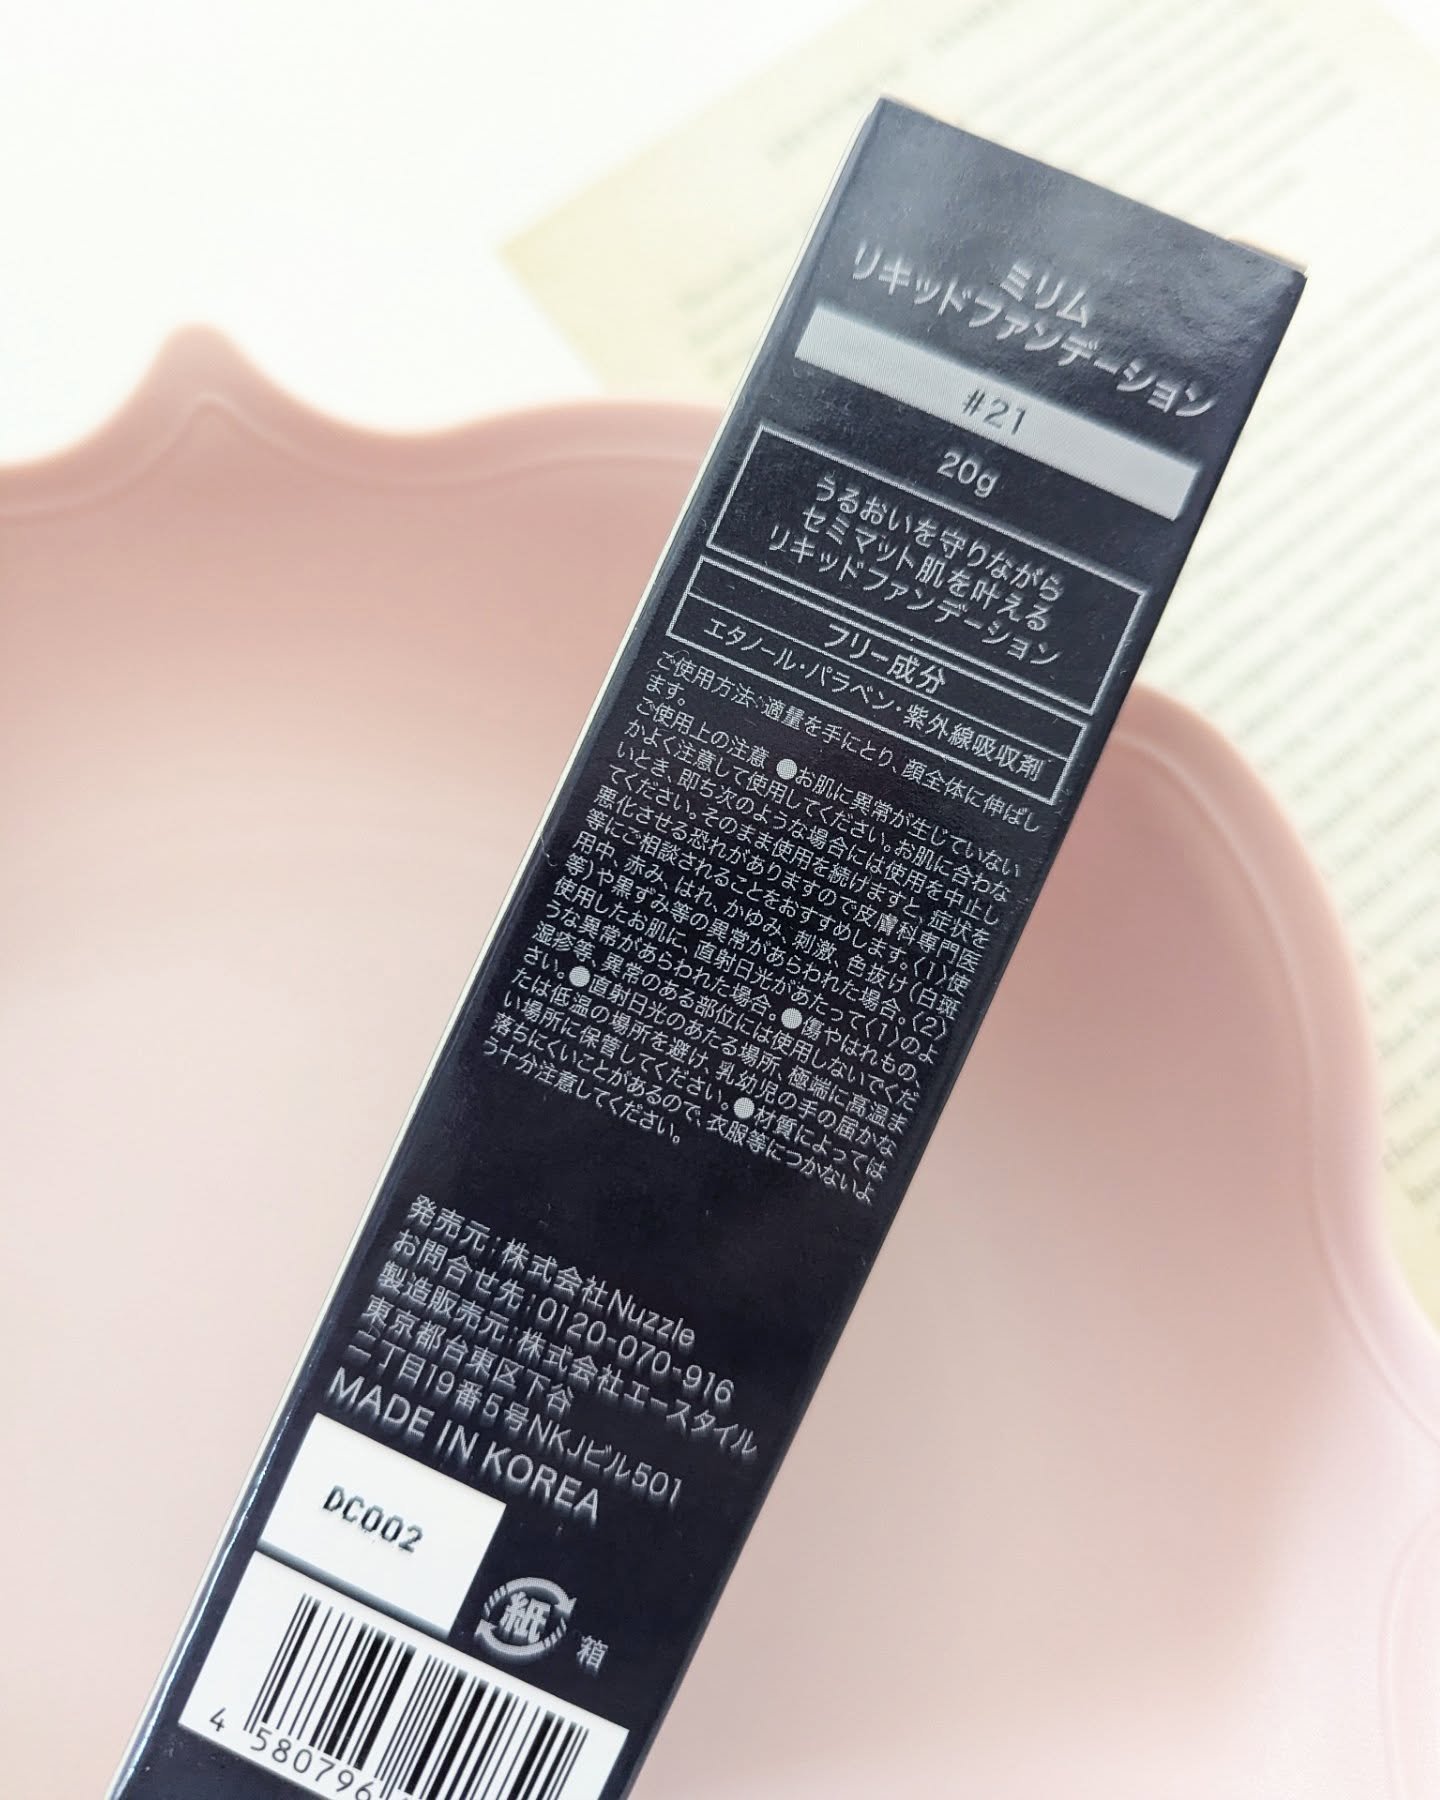 ミリム
リキッドファンデーション
#21
20g
うるおいを守りながら
セミマット肌を叶える
リキッドファンデーション
フリー成分
エタノール・パラベン・紫外線吸収剤
ご使用方法:適量を手にとり、顔全体に伸ばし
ます。
ご使用上の注意 ●お肌に異常が生じていない
かよく注意して使用してください。お肌に合わな
いとき、即ち次のような場合には使用を中止し
てください。そのまま使用を続けますと、症状を
悪化させる恐れがありますので皮膚科専門医
等にご相談されることをおすすめします。〈1〉使
用中、赤み、はれ、かゆみ、刺激、色抜け(白斑
等)や黒ずみ等の異常があらわれた場合。〈2〉
使用したお肌に、直射日光があたって〈1〉のよ
うな異常があらわれた場合。●傷やはれもの、
湿疹等、異常のある部位には使用しないでくだ
さい。●直射日光のあたる場所、極端に高温ま
たは低温の場所を避け、乳幼児の手の届かな
い場所に保管してください。●材質によっては
落ちにくいことがあるので、衣服等につかないよ
う十分注意してください。
発売元:株式会社Nuzzle
お問合せ先:0120-070-916
製造販売元:株式会社エースタイル
東京都台東区下谷
二丁目19番5号NKJビル501
MADE IN KOREA
DC002
紙 箱
4 580796